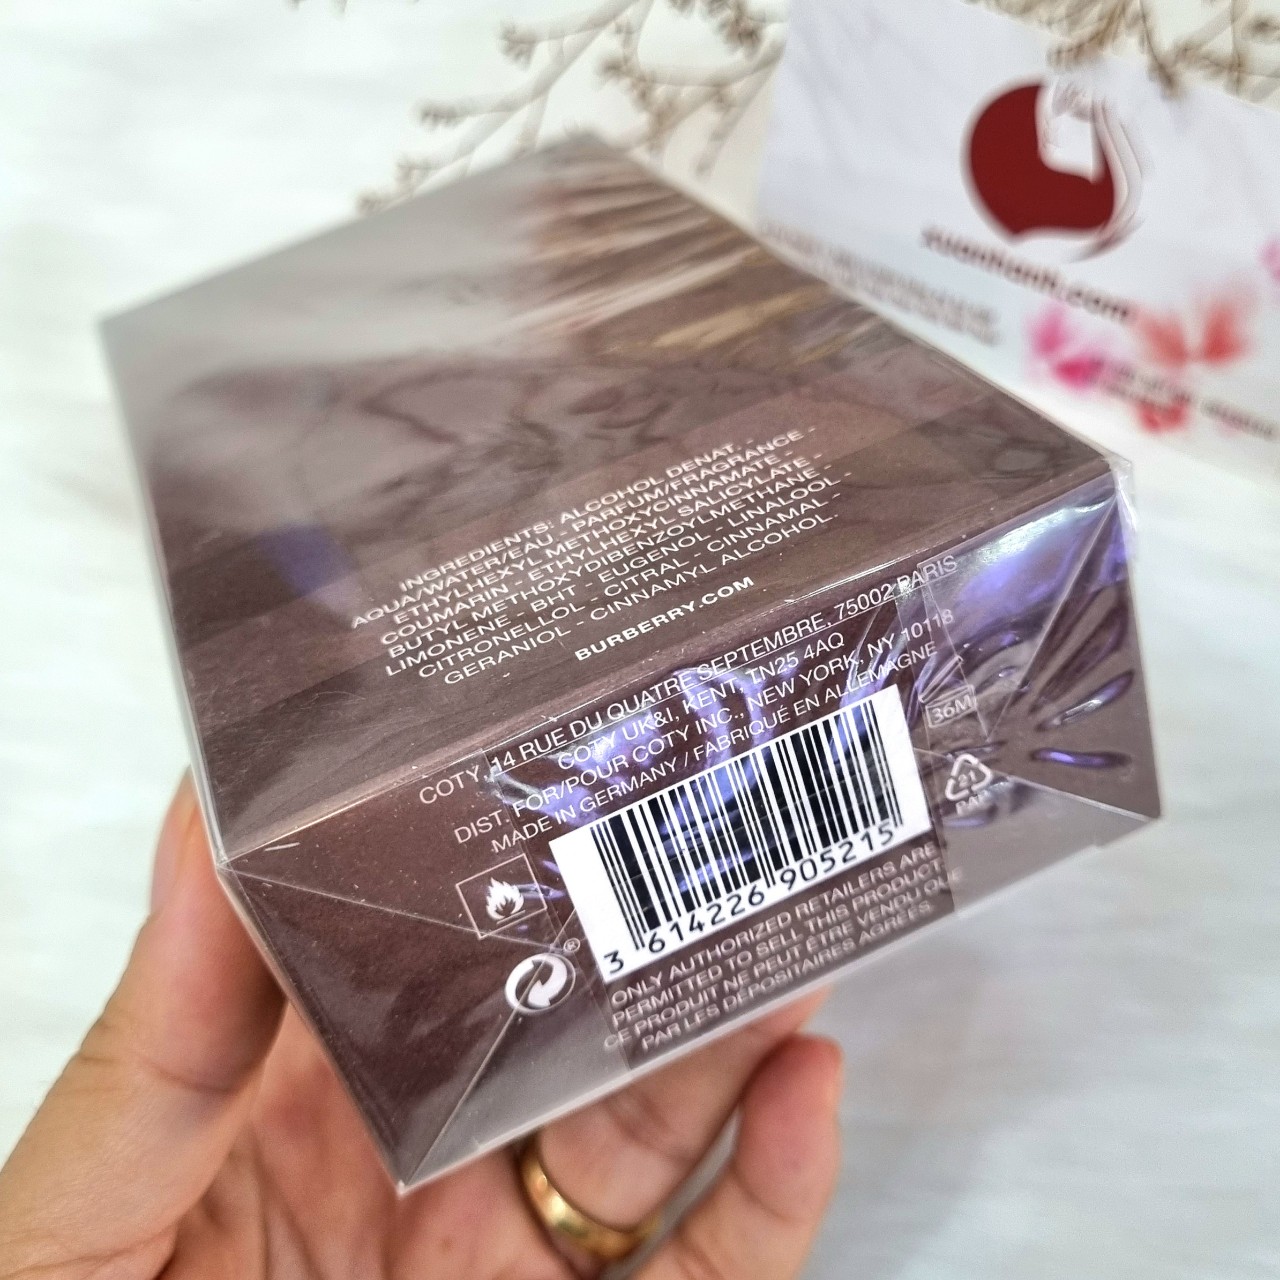 xuanhanh.com
INGREDIENTS: ALCOHOL DENAT. -
AQUA/WATER/EAU - PARFUM/FRAGRANCE -
ETHYLHEXYL METHOXYCINNAMATE -
COUMARIN - ETHYLHEXYL SALICYLATE -
BUTYL METHOXYDIBENZOYLMETHANE -
LIMONENE - BHT - EUGENOL - LINALOOL -
CITRONELLOL - CITRAL - CINNAMAL -
GERANIOL - CINNAMYL ALCOHOL.
BURBERRY.COM
COTY, 14 RUE DU QUATRE SEPTEMBRE, 75002 PARIS
COTY UK&I, KENT, TN25 4AQ
DIST. FOR/POUR COTY INC., NEW YORK, NY 10118
MADE IN GERMANY / FABRIQUÉ EN ALLEMAGNE
36M
21
PAP
3 614226 905215
ONLY AUTHORIZED RETAILERS ARE
PERMITTED TO SELL THIS PRODUCT
CE PRODUIT NE PEUT ÊTRE VENDU QUE
PAR LES DÉPOSITAIRES AGRÉÉS.
®